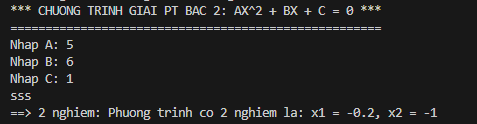 *** CHUONG TRINH GIAI PT BAC 2: AX^2 + BX + C = 0 ***
=====================================================
Nhap A: 5
Nhap B: 6
Nhap C: 1
sss
==> 2 nghiem: Phuong trinh co 2 nghiem la: x1 = -0.2, x2 = -1